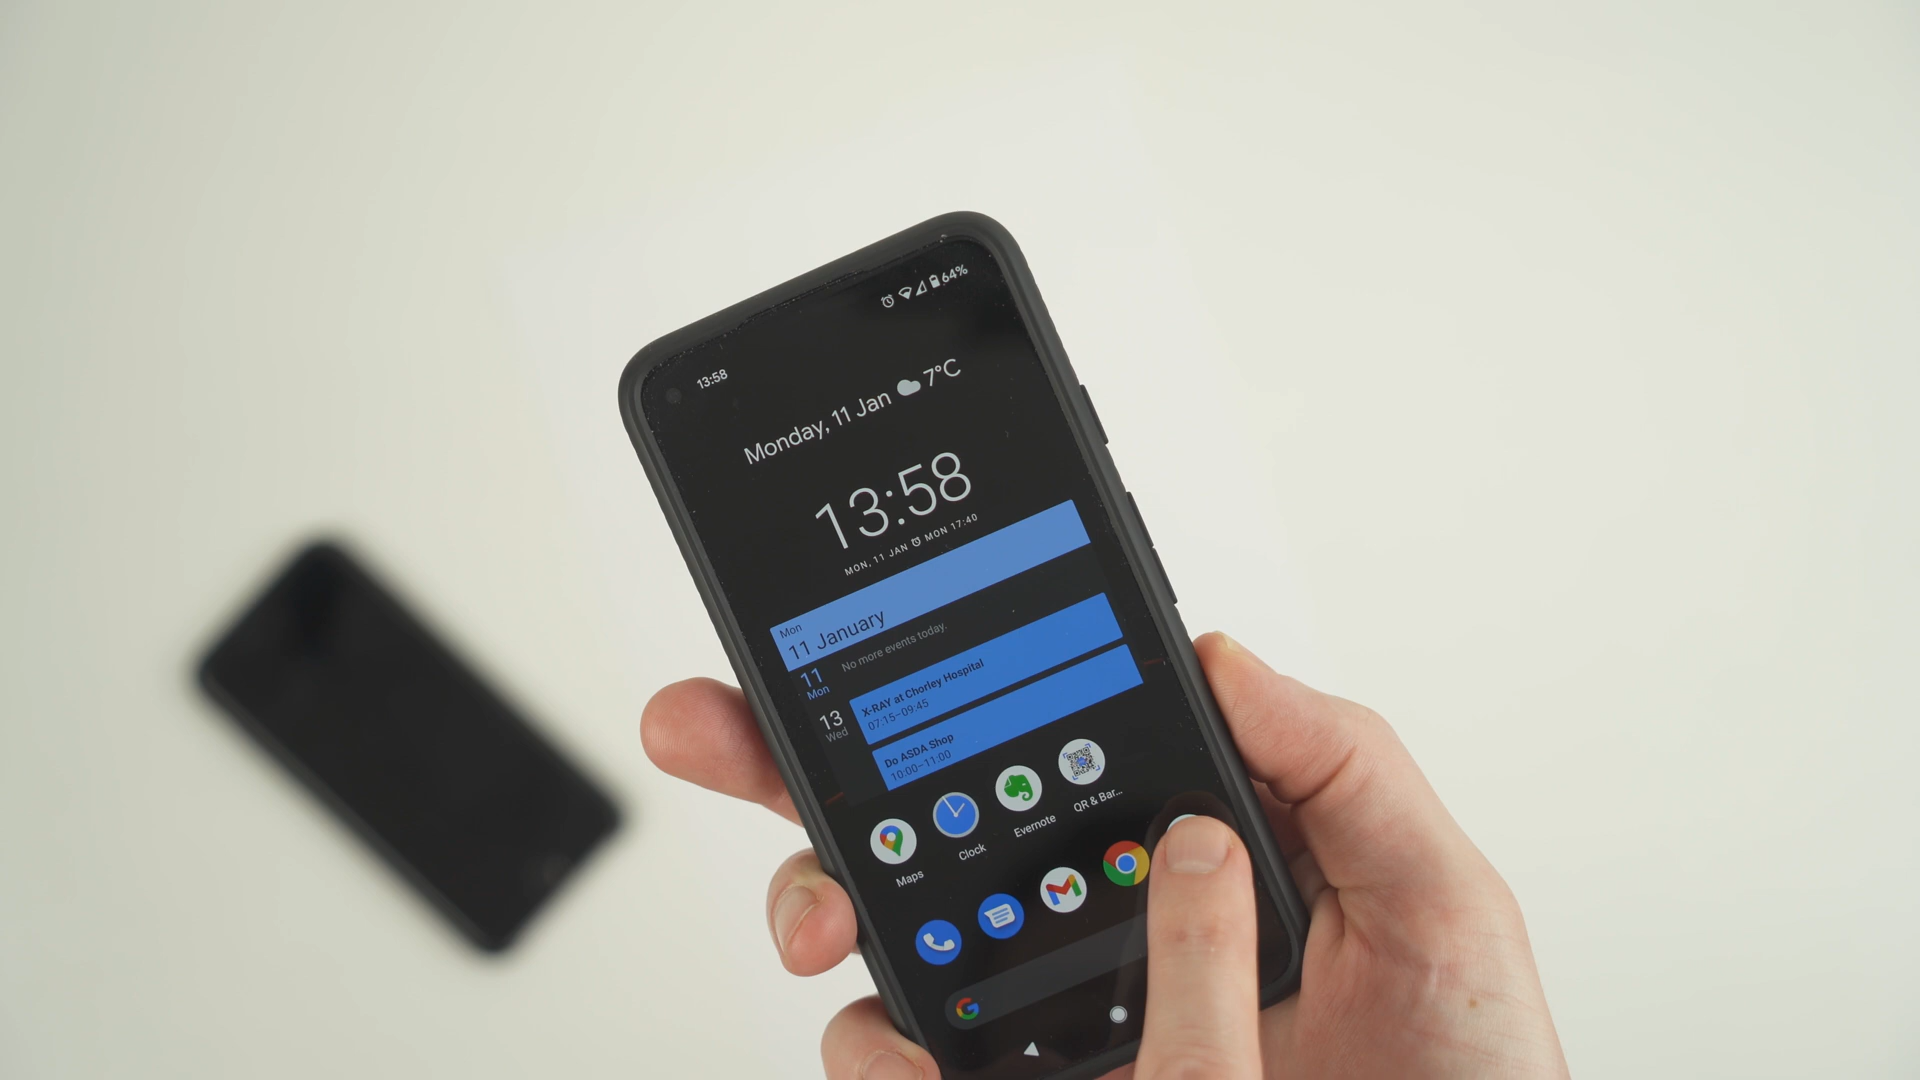 64%
13:58
Monday, 11 Jan 7°C
13:58
MON, 11 JAN MON 17:40
Mon
11 January
11
Mon
No more events today.
13
Wed
X-RAY at Chorley Hospital
07:15–09:45
Do ASDA Shop
10:00–11:00
Maps
Clock
Evernote
QR & Bar...